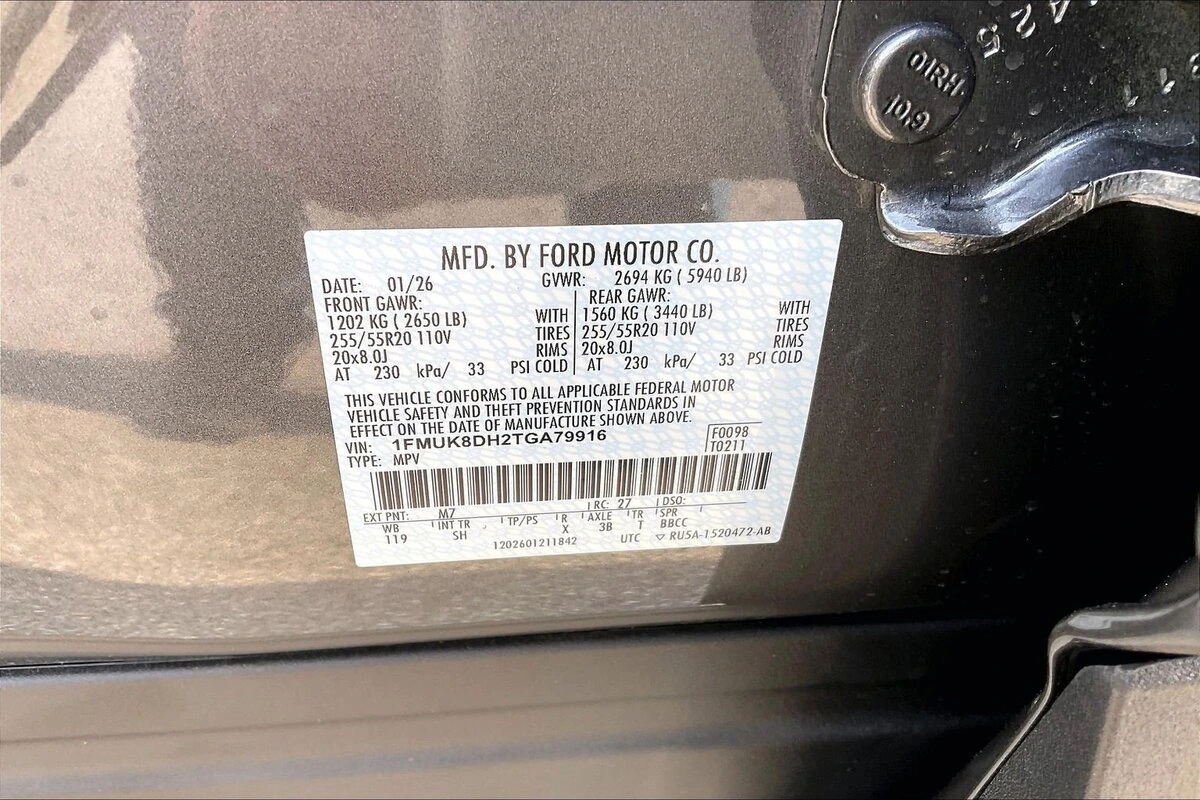 01RH
10.9
MFD. BY FORD MOTOR CO.
DATE: 01/26 GVWR: 2694 KG ( 5940 LB)
FRONT GAWR: REAR GAWR:
1202 KG ( 2650 LB) WITH 1560 KG ( 3440 LB) WITH
255/55R20 110V TIRES 255/55R20 110V TIRES
20x8.0J RIMS 20x8.0J RIMS
AT 230 kPa/ 33 PSI COLD AT 230 kPa/ 33 PSI COLD
THIS VEHICLE CONFORMS TO ALL APPLICABLE FEDERAL MOTOR
VEHICLE SAFETY AND THEFT PREVENTION STANDARDS IN
EFFECT ON THE DATE OF MANUFACTURE SHOWN ABOVE.
VIN: 1FMUK8DH2TGA79916 F0098
TYPE: MPV T0211
EXT PNT: M7 RC: 27 DSO:
WB INT TR TP/PS R AXLE TR SPR
119 SH X 3B T BBCC
1202601211842 UTC ▽ RU5A-1520472-AB